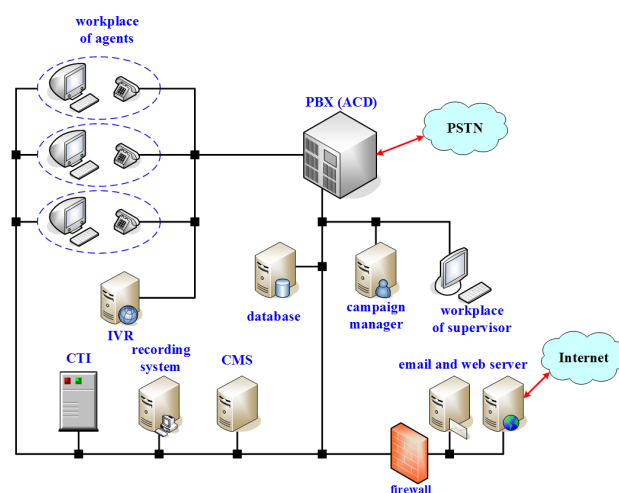 workplace
of agents
PBX (ACD)
PSTN
IVR
database
campaign
manager
workplace
of supervisor
CTI
recording
system
CMS
email and web server
Internet
firewall